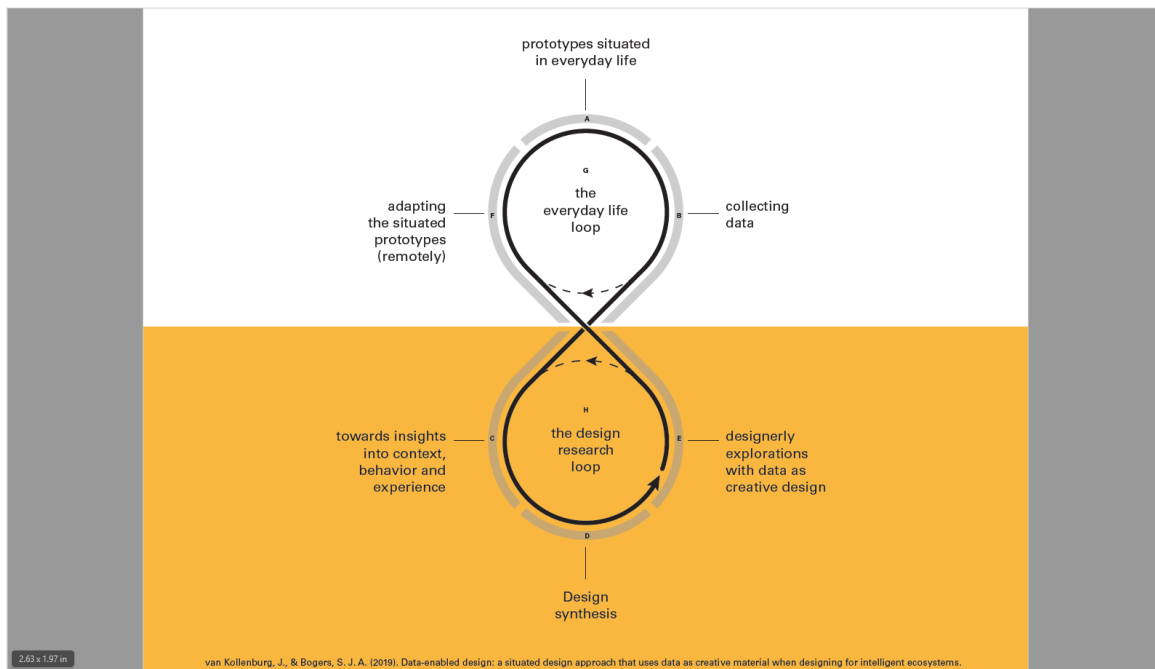 prototypes situated
in everyday life
A
G
the
everyday life
loop
adapting
the situated
prototypes
(remotely)
F
B
collecting
data
H
the design
research
loop
towards insights
into context,
behavior and
experience
C
E
designerly
explorations
with data as
creative design
D
Design
synthesis
2.63 x 1.97 in
van Kollenburg, J., & Bogers, S. J. A. (2019). Data-enabled design: a situated design approach that uses data as creative material when designing for intelligent ecosystems.